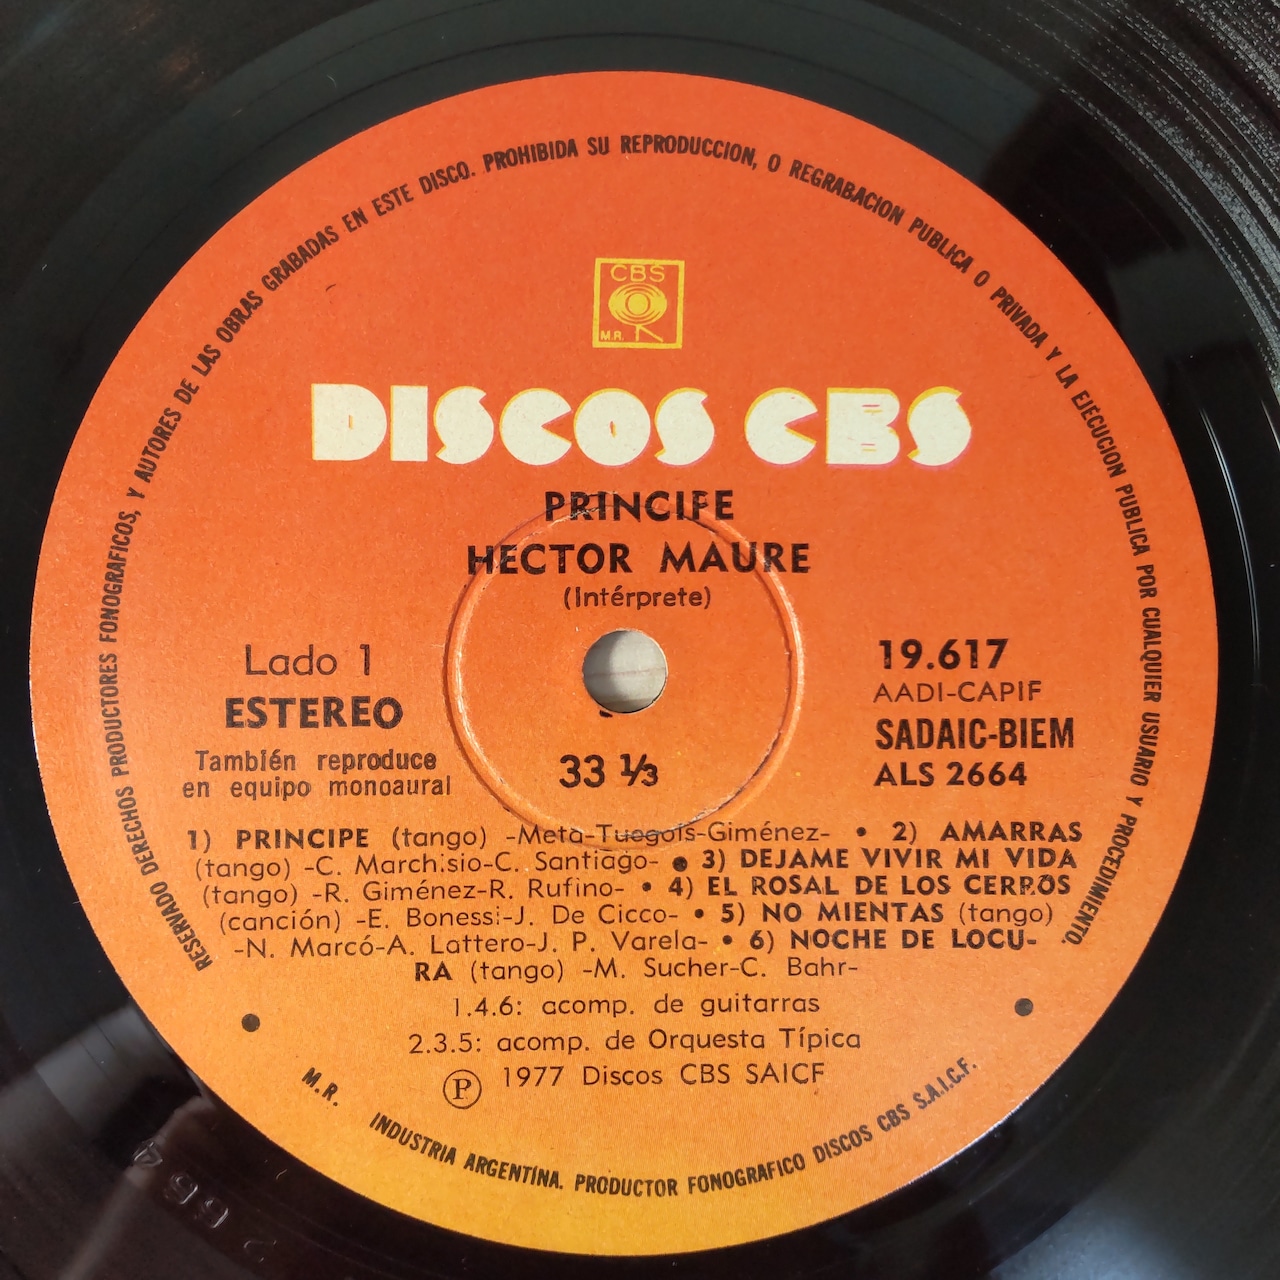 RESERVADO DERECHOS PRODUCTORES FONOGRAFICOS, Y AUTORES DE LAS OBRAS GRABADAS EN ESTE DISCO. PROHIBIDA SU REPRODUCCION, O REGRABACION PUBLICA O PRIVADA Y LA EJECUCION PUBLICA POR CUALQUIER USUARIO Y PROCEDIMIENTO.
CBS
M.R.
DISCOS CBS
PRINCIPE
HECTOR MAURE
(Intérprete)
Lado 1
ESTEREO
También reproduce
en equipo monoaural
33 ⅓
19.617
AADI-CAPIF
SADAIC-BIEM
ALS 2664
1) PRINCIPE (tango) -Meta-Tuegols-Giménez- • 2) AMARRAS
(tango) -C. Marchisio-C. Santiago- • 3) DEJAME VIVIR MI VIDA
(tango) -R. Giménez-R. Rufino- • 4) EL ROSAL DE LOS CERROS
(canción) -E. Bonessi-J. De Cicco- • 5) NO MIENTAS (tango)
-N. Marcó-A. Lattero-J. P. Varela- • 6) NOCHE DE LOCU-
RA (tango) -M. Sucher-C. Bahr-
1.4.6: acomp. de guitarras
2.3.5: acomp. de Orquesta Típica
Ⓟ 1977 Discos CBS SAICF
M.R. INDUSTRIA ARGENTINA. PRODUCTOR FONOGRAFICO DISCOS CBS S.A.I.C.F.
2664